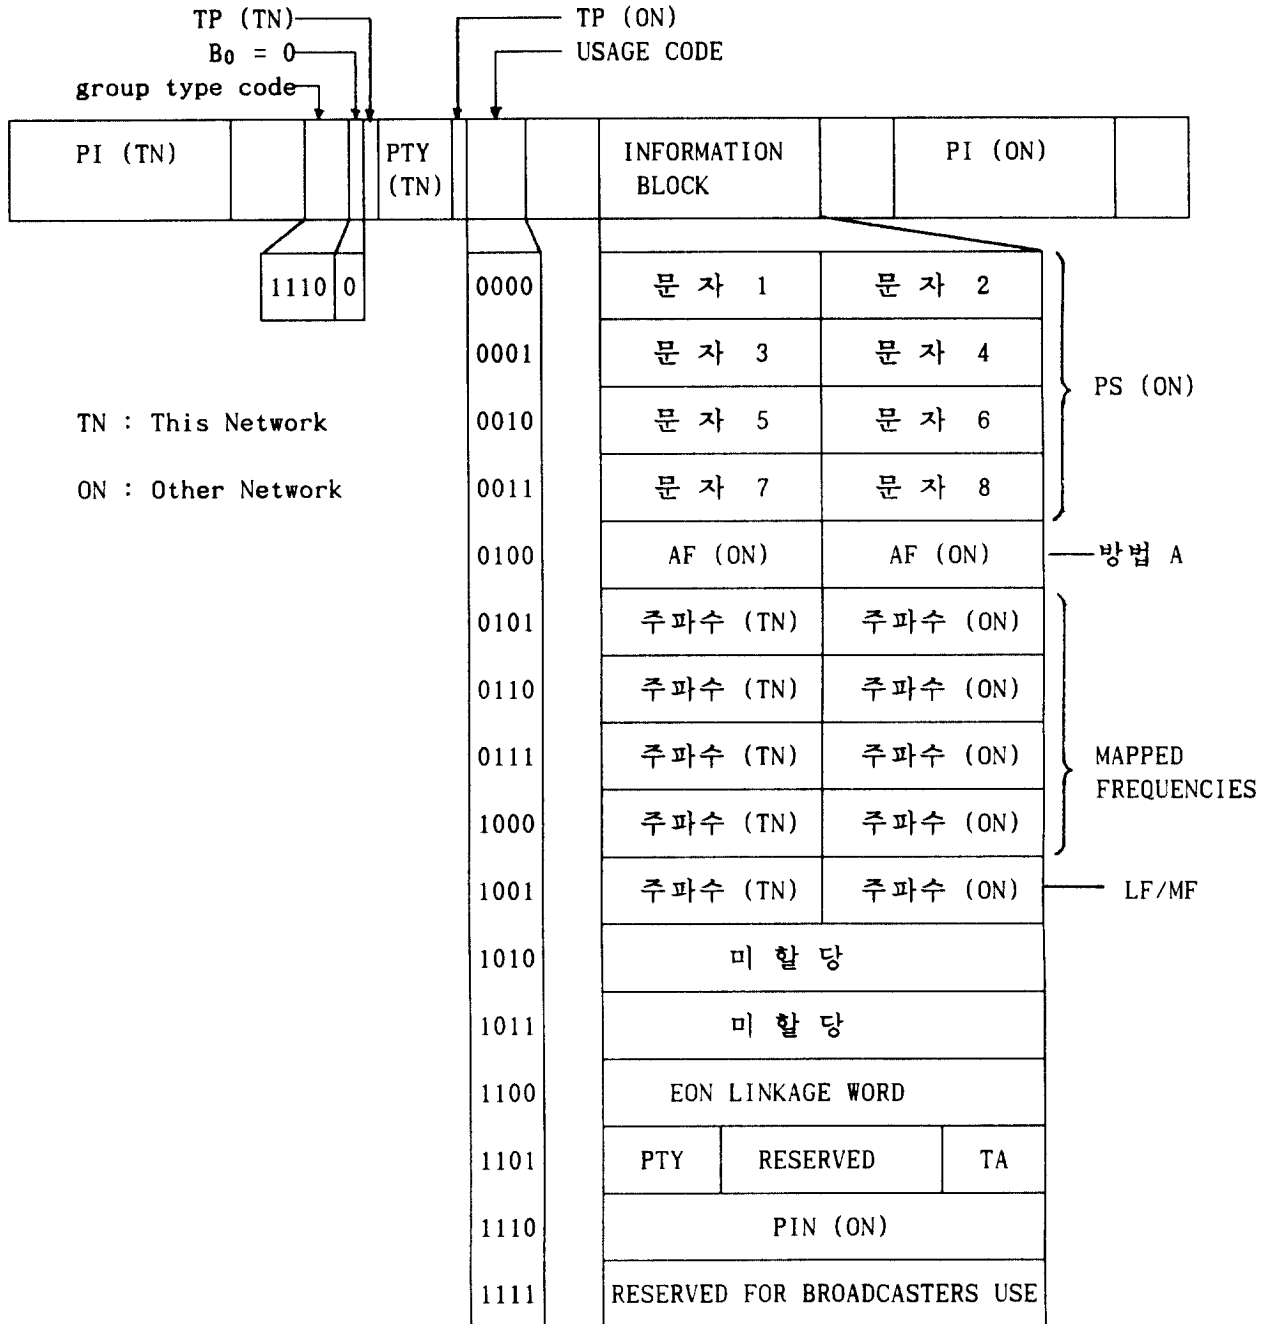 TP (TN)
TP (ON)
B0 = 0
USAGE CODE
group type code
PI (TN)
PTY
(TN)
INFORMATION
BLOCK
PI (ON)
1110 0
0000 문 자 1 문 자 2
0001 문 자 3 문 자 4
PS (ON)
TN : This Network
0010 문 자 5 문 자 6
ON : Other Network
0011 문 자 7 문 자 8
0100 AF (ON) AF (ON) 방법 A
0101 주파수 (TN) 주파수 (ON)
0110 주파수 (TN) 주파수 (ON)
0111 주파수 (TN) 주파수 (ON)
MAPPED
FREQUENCIES
1000 주파수 (TN) 주파수 (ON)
1001 주파수 (TN) 주파수 (ON) LF/MF
1010 미 할 당
1011 미 할 당
1100 EON LINKAGE WORD
1101 PTY RESERVED TA
1110 PIN (ON)
1111 RESERVED FOR BROADCASTERS USE